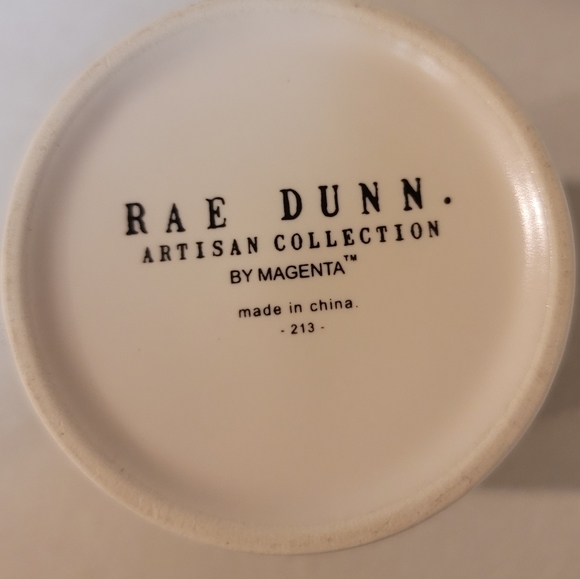 RAE DUNN.
ARTISAN COLLECTION
BY MAGENTA™
made in china.
- 213 -